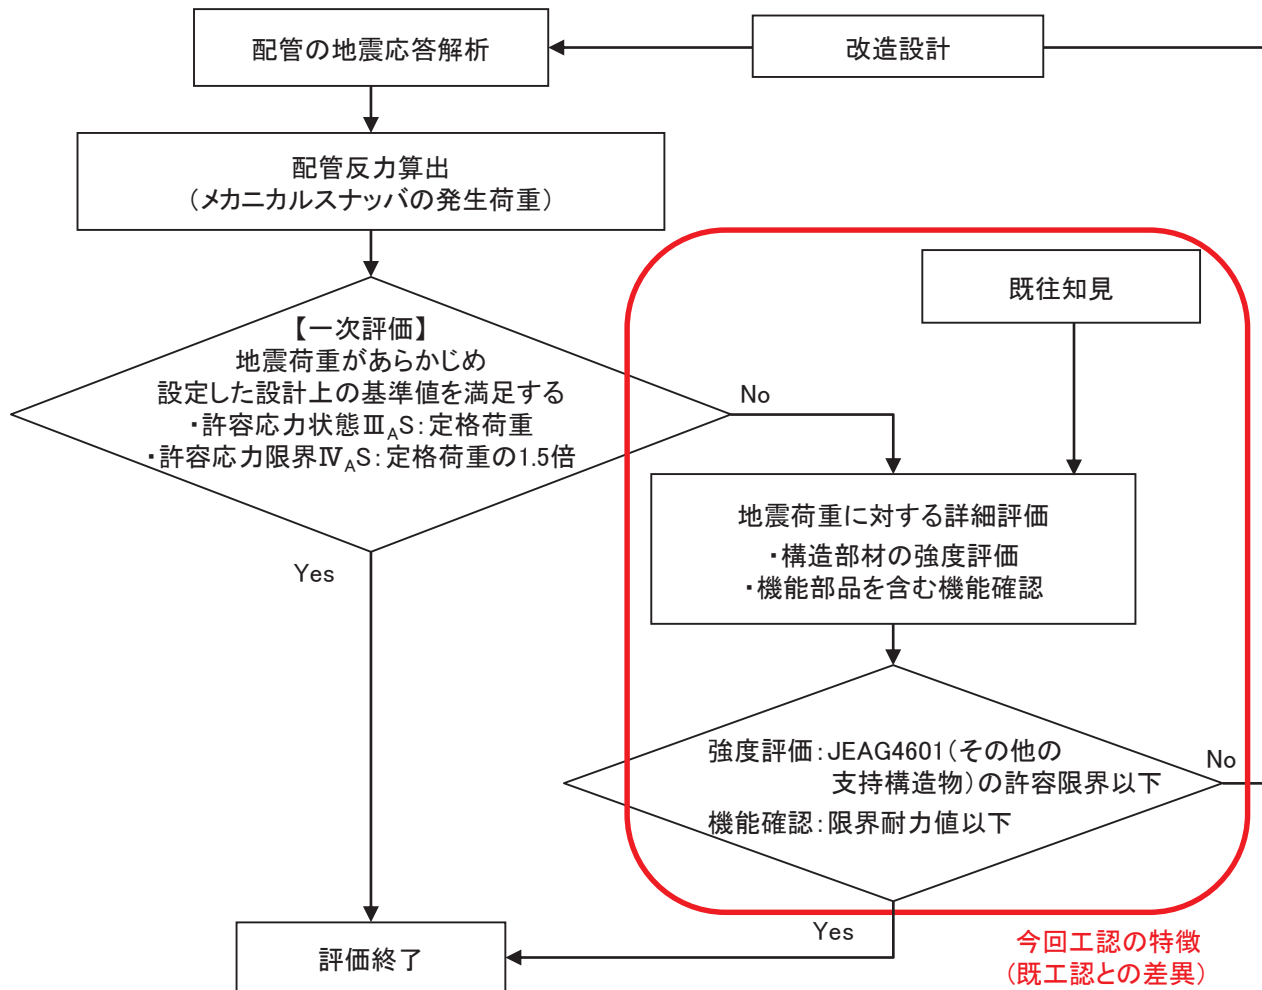 配管の地震応答解析
改造設計
配管反力算出
(メカニカルスナッバの発生荷重)
【一次評価】
地震荷重があらかじめ
設定した設計上の基準値を満足する
・許容応力状態ⅢAS:定格荷重
・許容応力限界ⅣAS:定格荷重の1.5倍
No
Yes
既往知見
地震荷重に対する詳細評価
・構造部材の強度評価
・機能部品を含む機能確認
強度評価:JEAG4601(その他の
支持構造物)の許容限界以下
機能確認:限界耐力値以下
No
Yes
評価終了
今回工認の特徴
(既工認との差異)